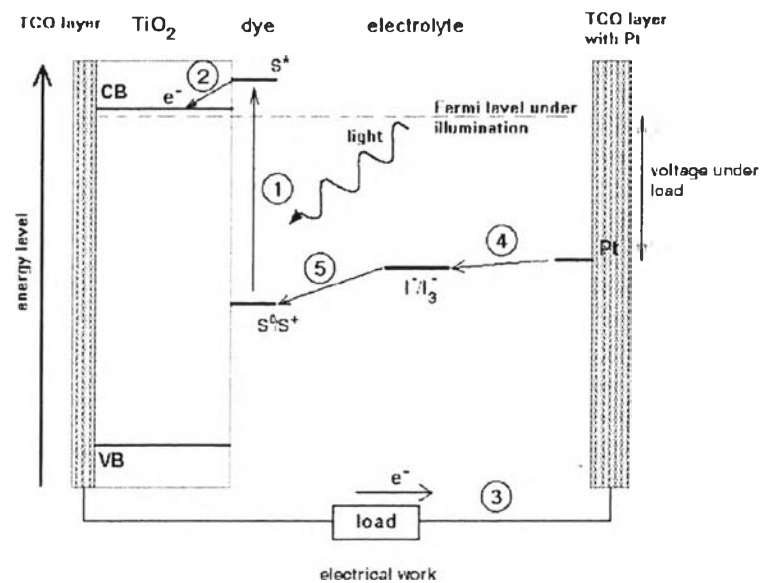 TCO layer TiO₂ dye electrolyte TCO layer
with Pt
② S*
CB e⁻
Fermi level under
illumination
light
①
voltage under
load
energy level
④ Pt
⑤
I⁻/I₃⁻
S⁰/S⁺
VB
e⁻
③
load
electrical work